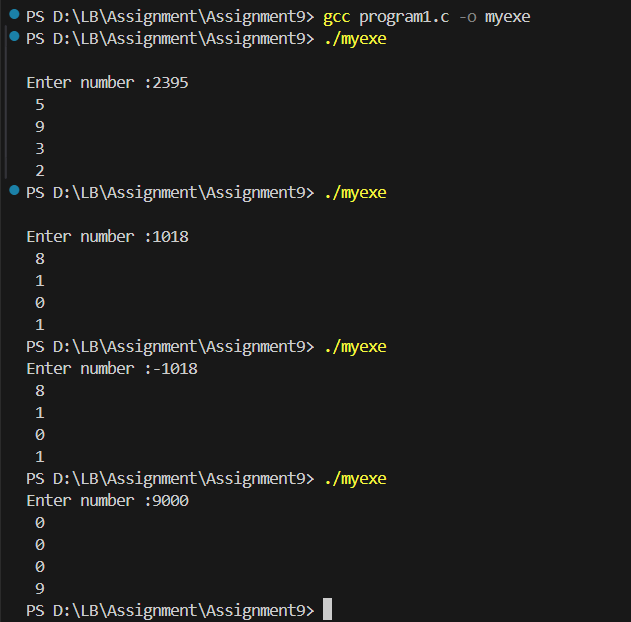 PS D:\LB\Assignment\Assignment9> gcc program1.c -o myexe
PS D:\LB\Assignment\Assignment9> ./myexe
Enter number :2395
5
9
3
2
PS D:\LB\Assignment\Assignment9> ./myexe
Enter number :1018
8
1
0
1
PS D:\LB\Assignment\Assignment9> ./myexe
Enter number :-1018
8
1
0
1
PS D:\LB\Assignment\Assignment9> ./myexe
Enter number :9000
0
0
0
9
PS D:\LB\Assignment\Assignment9>